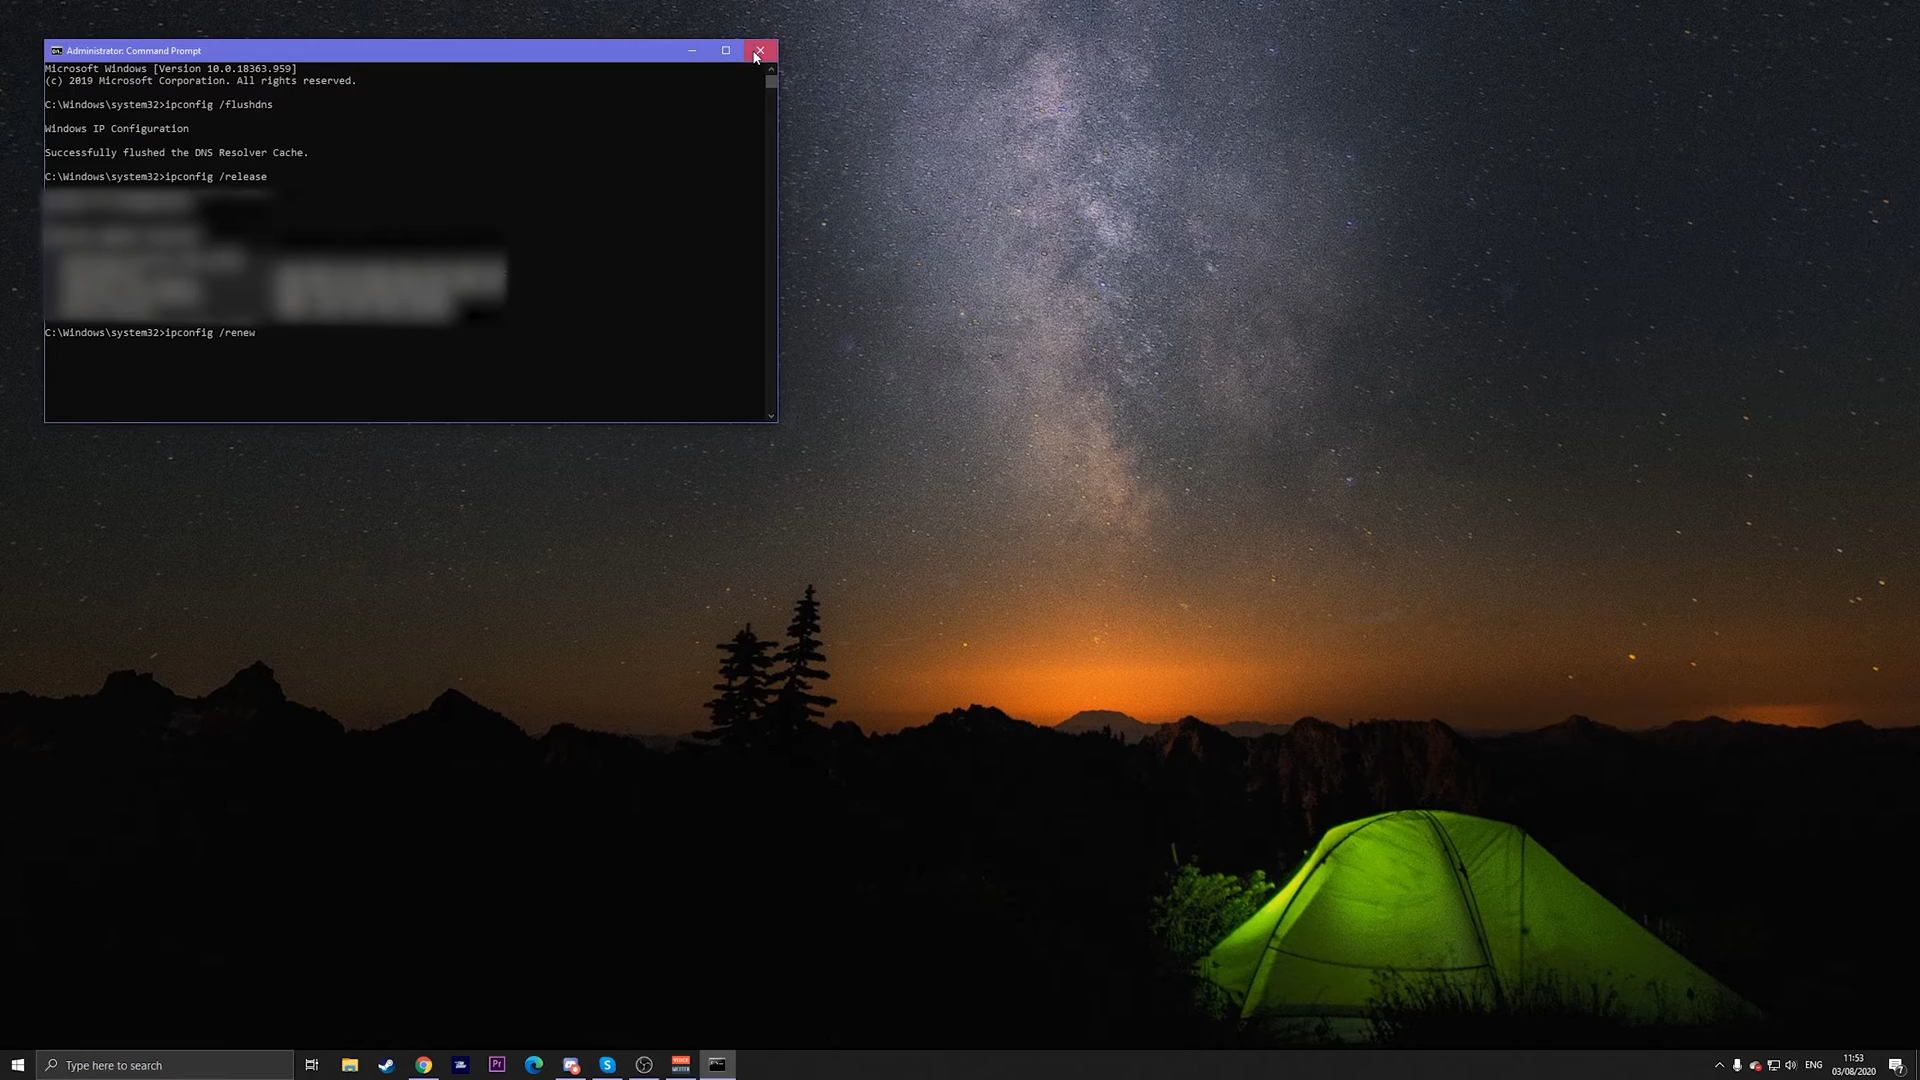 Administrator: Command Prompt
Microsoft Windows [Version 10.0.18363.959]
(c) 2019 Microsoft Corporation. All rights reserved.
C:\Windows\system32>ipconfig /flushdns
Windows IP Configuration
Successfully flushed the DNS Resolver Cache.
C:\Windows\system32>ipconfig /release
C:\Windows\system32>ipconfig /renew
Type here to search
Pr
ENG
11:53
03/08/2020